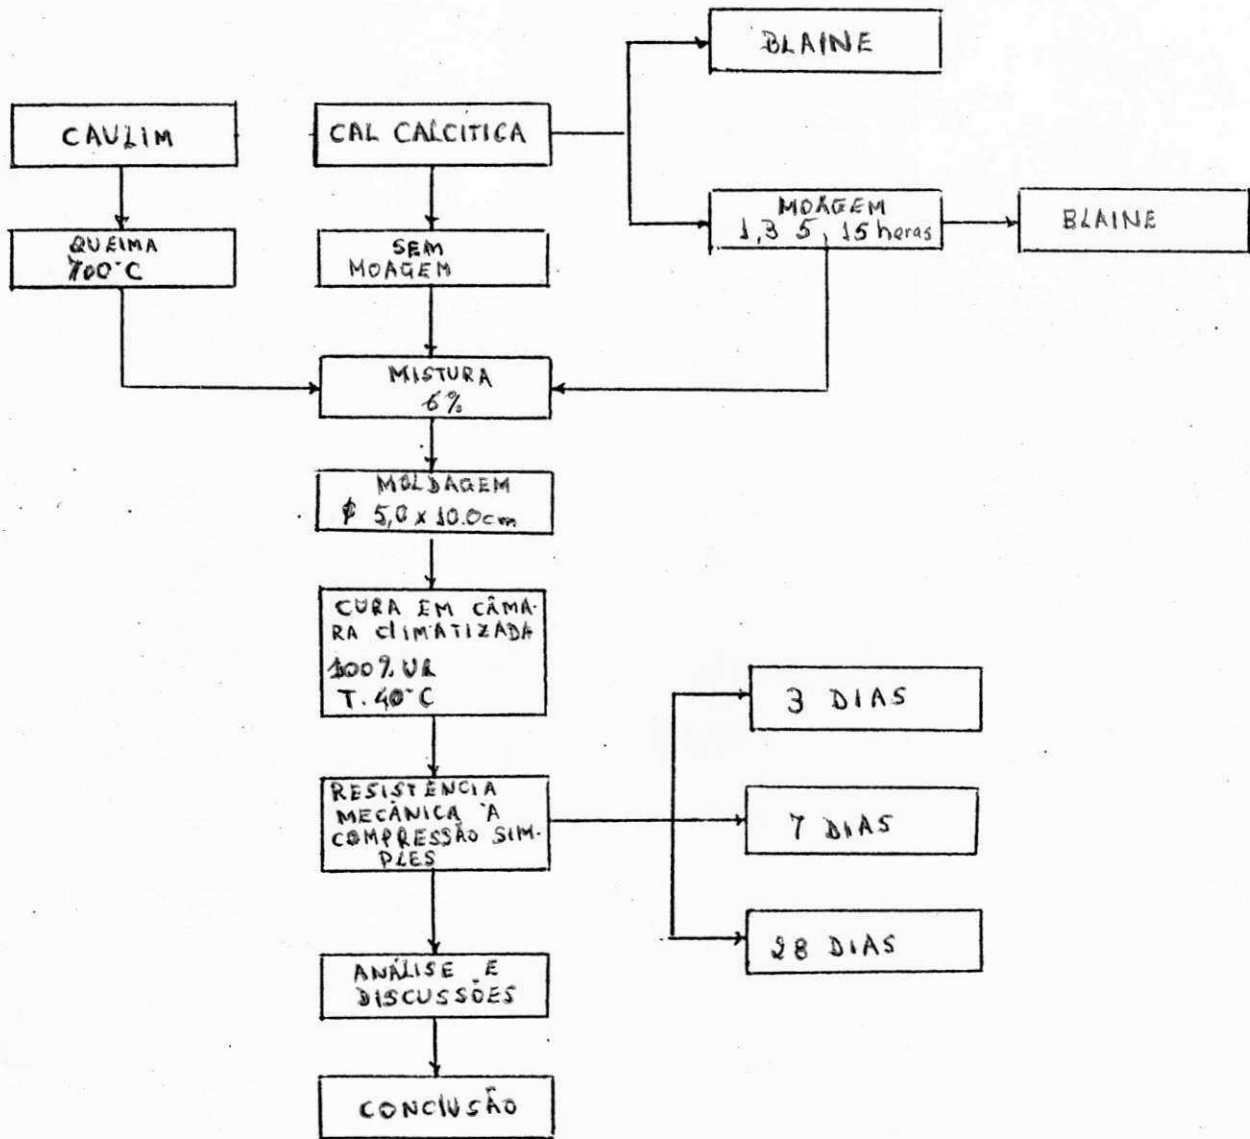 BLAINE
CAULIM
CAL CALCITICA
MOAGEM
1,3 5, 15 horas
BLAINE
QUEIMA
700°C
SEM
MOAGEM
MISTURA
6%
MOLDAGEM
φ 5,0 x 10.0cm
CURA EM CÂMA-
RA CLIMATIZADA
100% UR
T. 40°C
RESISTÊNCIA
MECÂNICA À
COMPRESSÃO SIM-
PLES
3 DIAS
7 DIAS
28 DIAS
ANÁLISE E
DISCUSSÕES
CONCLUSÃO